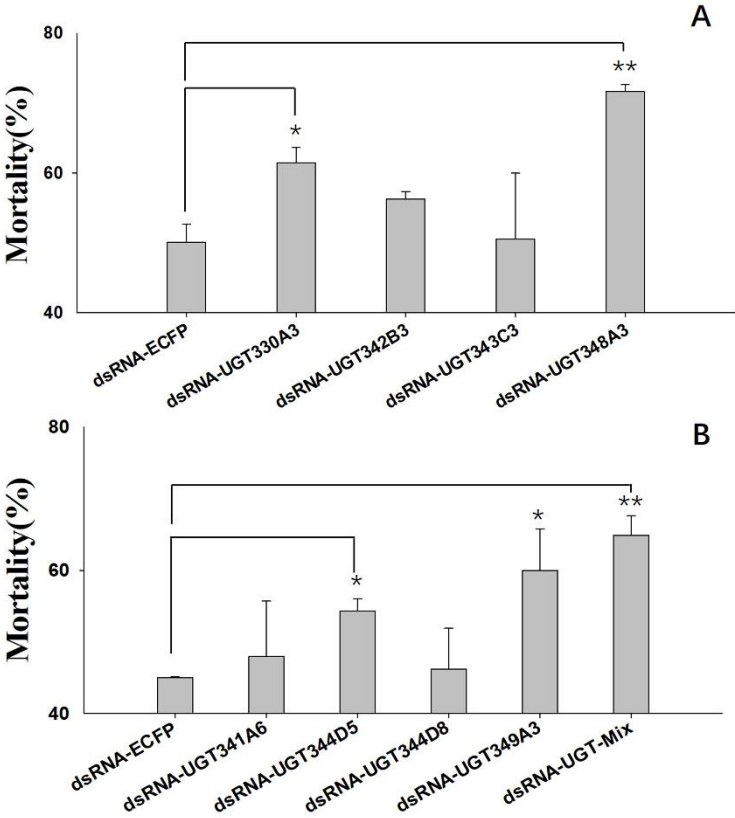 A
80
**
*
Mortality(%)
60
40
dsRNA-ECFP
dsRNA-UGT330A3
dsRNA-UGT342B3
dsRNA-UGT343C3
dsRNA-UGT348A3
80
B
**
*
*
Mortality(%)
60
40
dsRNA-ECFP
dsRNA-UGT341A6
dsRNA-UGT344D5
dsRNA-UGT344D8
dsRNA-UGT349A3
dsRNA-UGT-Mix